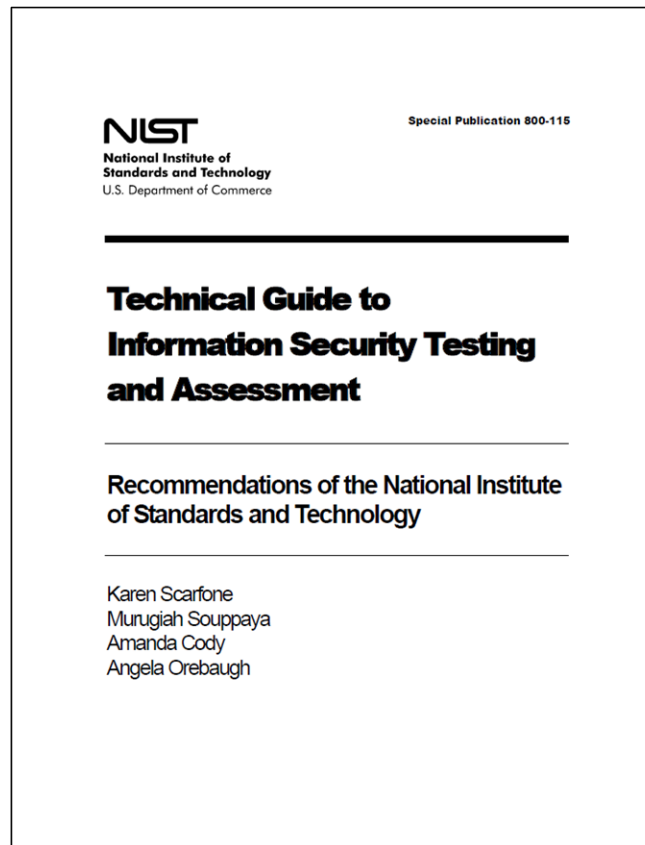 NIST
Special Publication 800-115
National Institute of
Standards and Technology
U.S. Department of Commerce
Technical Guide to
Information Security Testing
and Assessment
Recommendations of the National Institute
of Standards and Technology
Karen Scarfone
Murugiah Souppaya
Amanda Cody
Angela Orebaugh